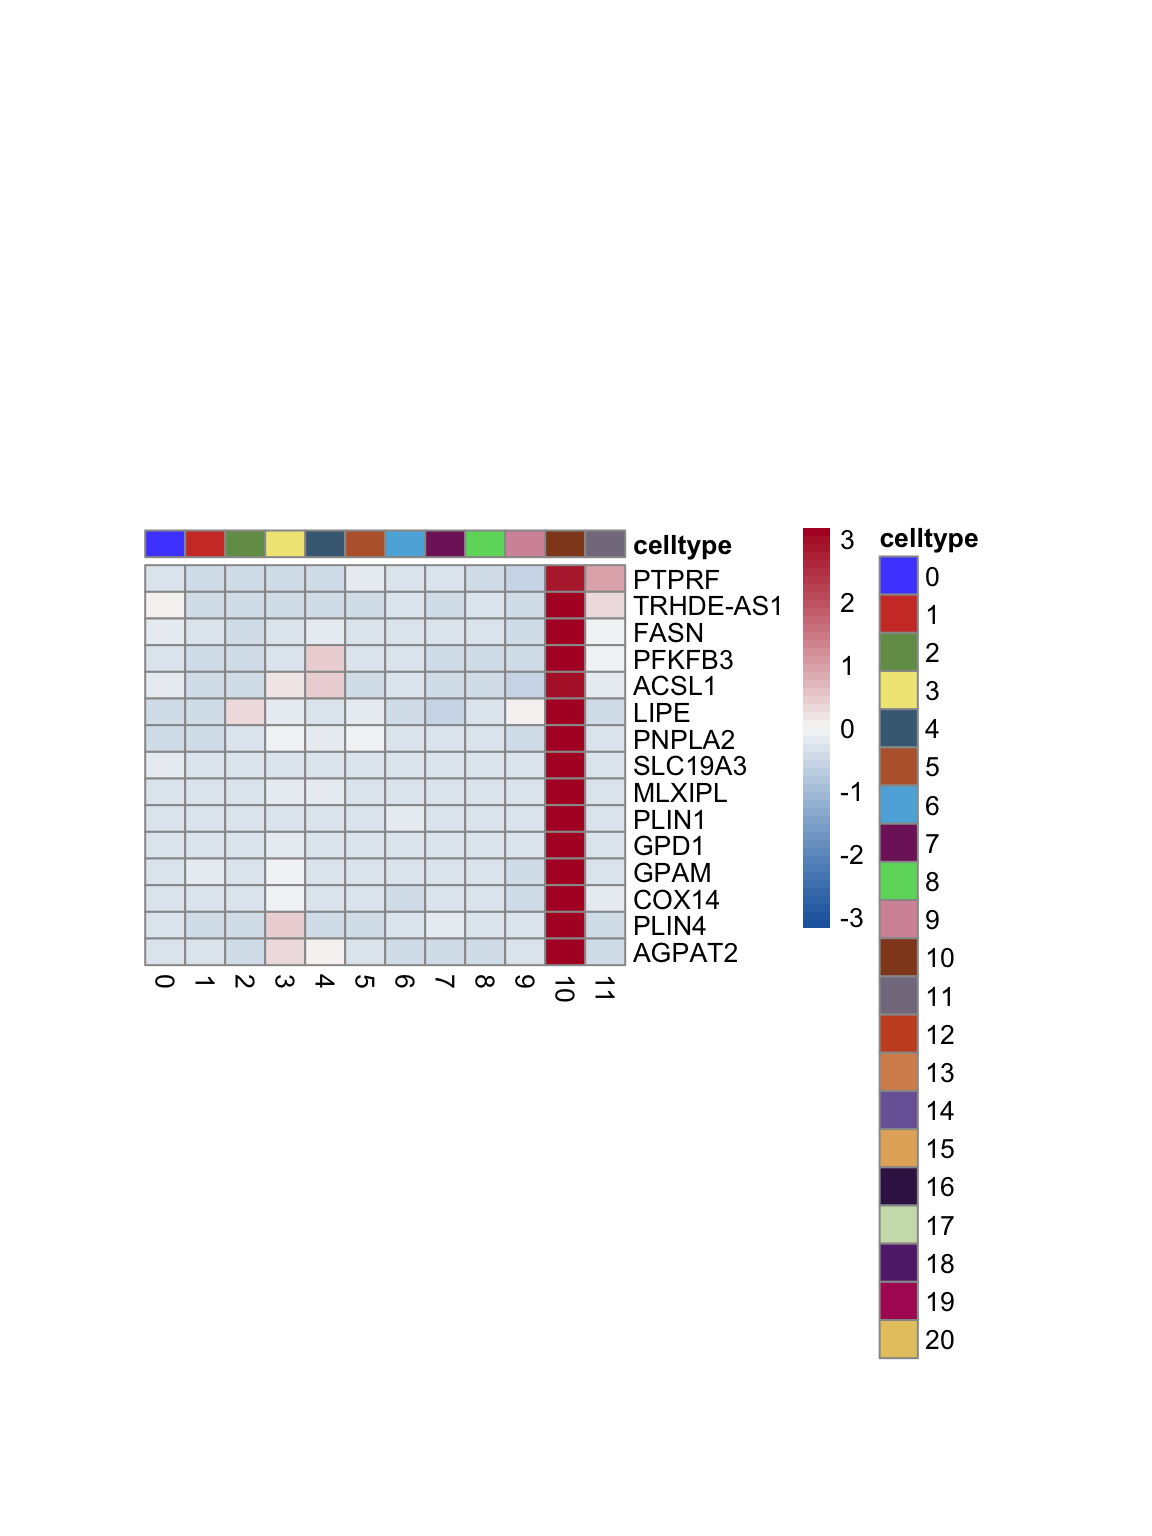 celltype
PTPRF
TRHDE-AS1
FASN
PFKFB3
ACSL1
LIPE
PNPLA2
SLC19A3
MLXIPL
PLIN1
GPD1
GPAM
COX14
PLIN4
AGPAT2
0 1 2 3 4 5 6 7 8 9 10 11
3
2
1
0
-1
-2
-3
celltype
0
1
2
3
4
5
6
7
8
9
10
11
12
13
14
15
16
17
18
19
20